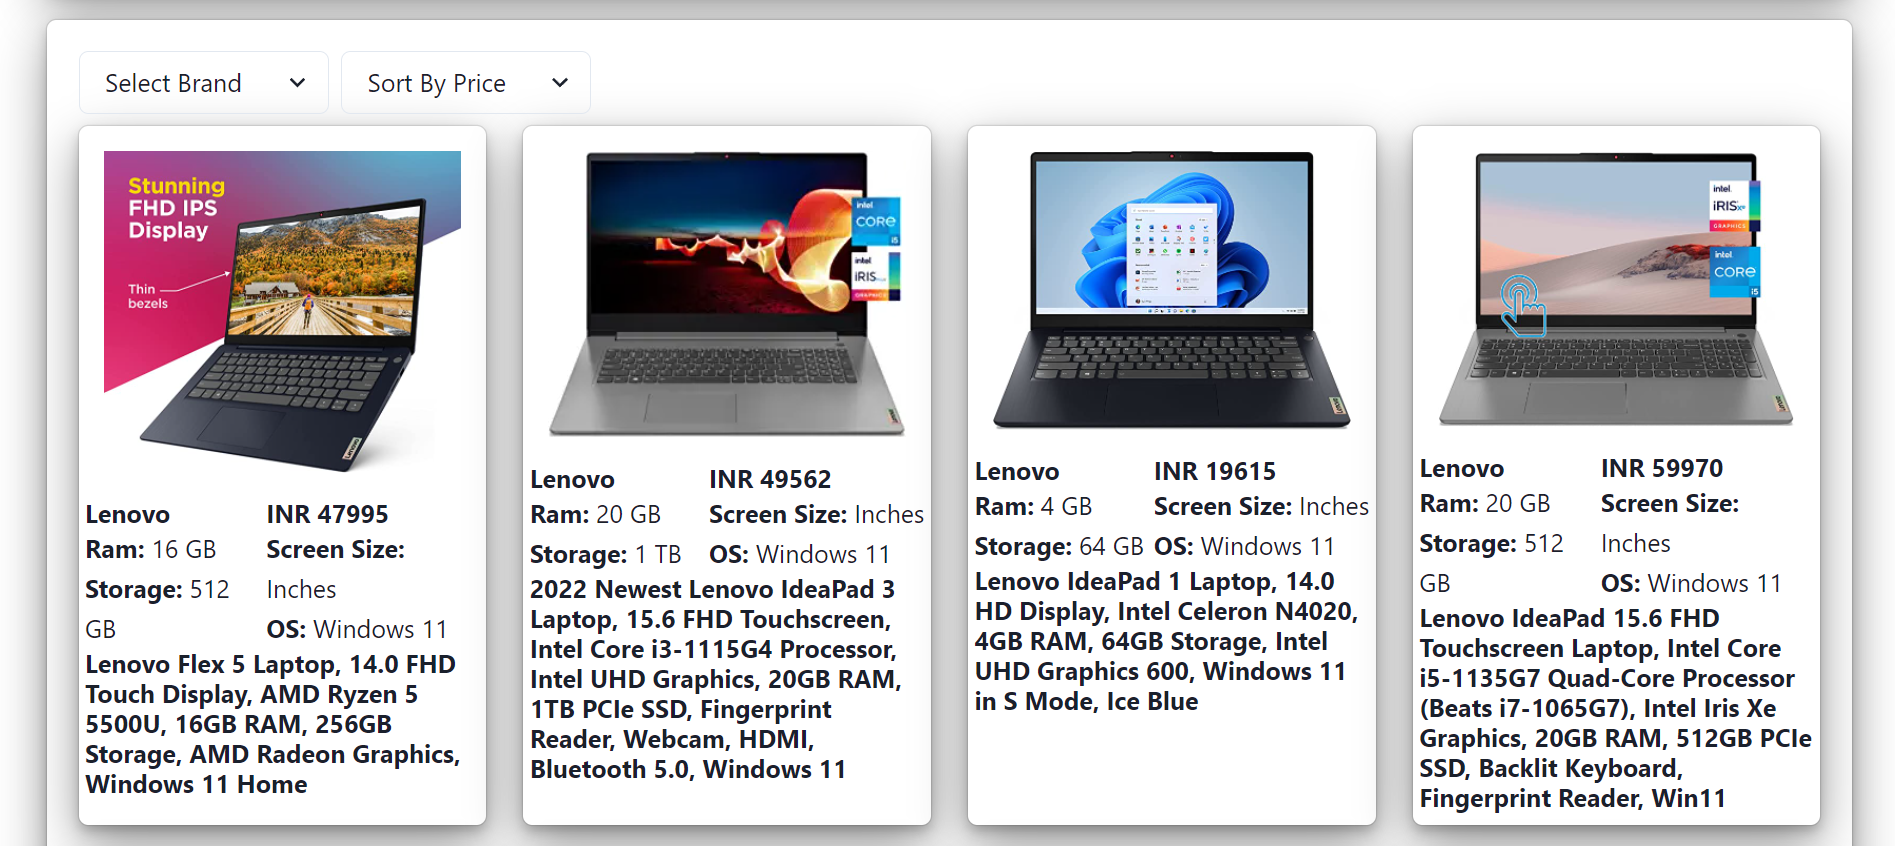 Select Brand
Sort By Price
Stunning
FHD IPS
Display
Thin
bezels
Lenovo
INR 47995
Ram: 16 GB
Screen Size:
Inches
Storage: 512
GB
OS: Windows 11
Lenovo Flex 5 Laptop, 14.0 FHD
Touch Display, AMD Ryzen 5
5500U, 16GB RAM, 256GB
Storage, AMD Radeon Graphics,
Windows 11 Home
intel
CORE
i5
intel
iRIS
GRAPHICS
Lenovo
Lenovo
INR 49562
Ram: 20 GB
Screen Size: Inches
Storage: 1 TB
OS: Windows 11
2022 Newest Lenovo IdeaPad 3
Laptop, 15.6 FHD Touchscreen,
Intel Core i3-1115G4 Processor,
Intel UHD Graphics, 20GB RAM,
1TB PCIe SSD, Fingerprint
Reader, Webcam, HDMI,
Bluetooth 5.0, Windows 11
Lenovo
Lenovo
INR 19615
Ram: 4 GB
Screen Size: Inches
Storage: 64 GB
OS: Windows 11
Lenovo IdeaPad 1 Laptop, 14.0
HD Display, Intel Celeron N4020,
4GB RAM, 64GB Storage, Intel
UHD Graphics 600, Windows 11
in S Mode, Ice Blue
intel
iRISxe
GRAPHICS
intel
CORE
i5
Lenovo
Lenovo
INR 59970
Ram: 20 GB
Screen Size:
Inches
Storage: 512
GB
OS: Windows 11
Lenovo IdeaPad 15.6 FHD
Touchscreen Laptop, Intel Core
i5-1135G7 Quad-Core Processor
(Beats i7-1065G7), Intel Iris Xe
Graphics, 20GB RAM, 512GB PCIe
SSD, Backlit Keyboard,
Fingerprint Reader, Win11